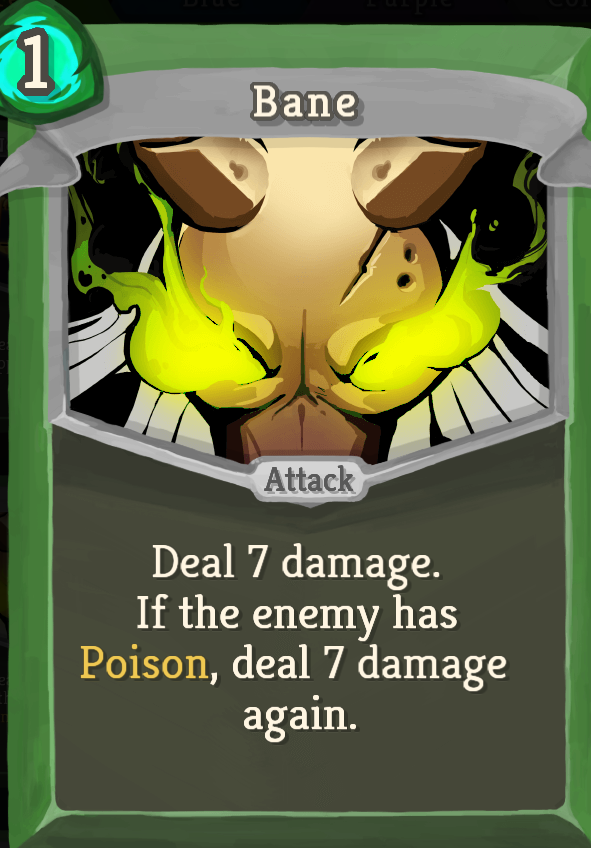 1
Bane
Attack
Deal 7 damage.
If the enemy has
Poison, deal 7 damage
again.